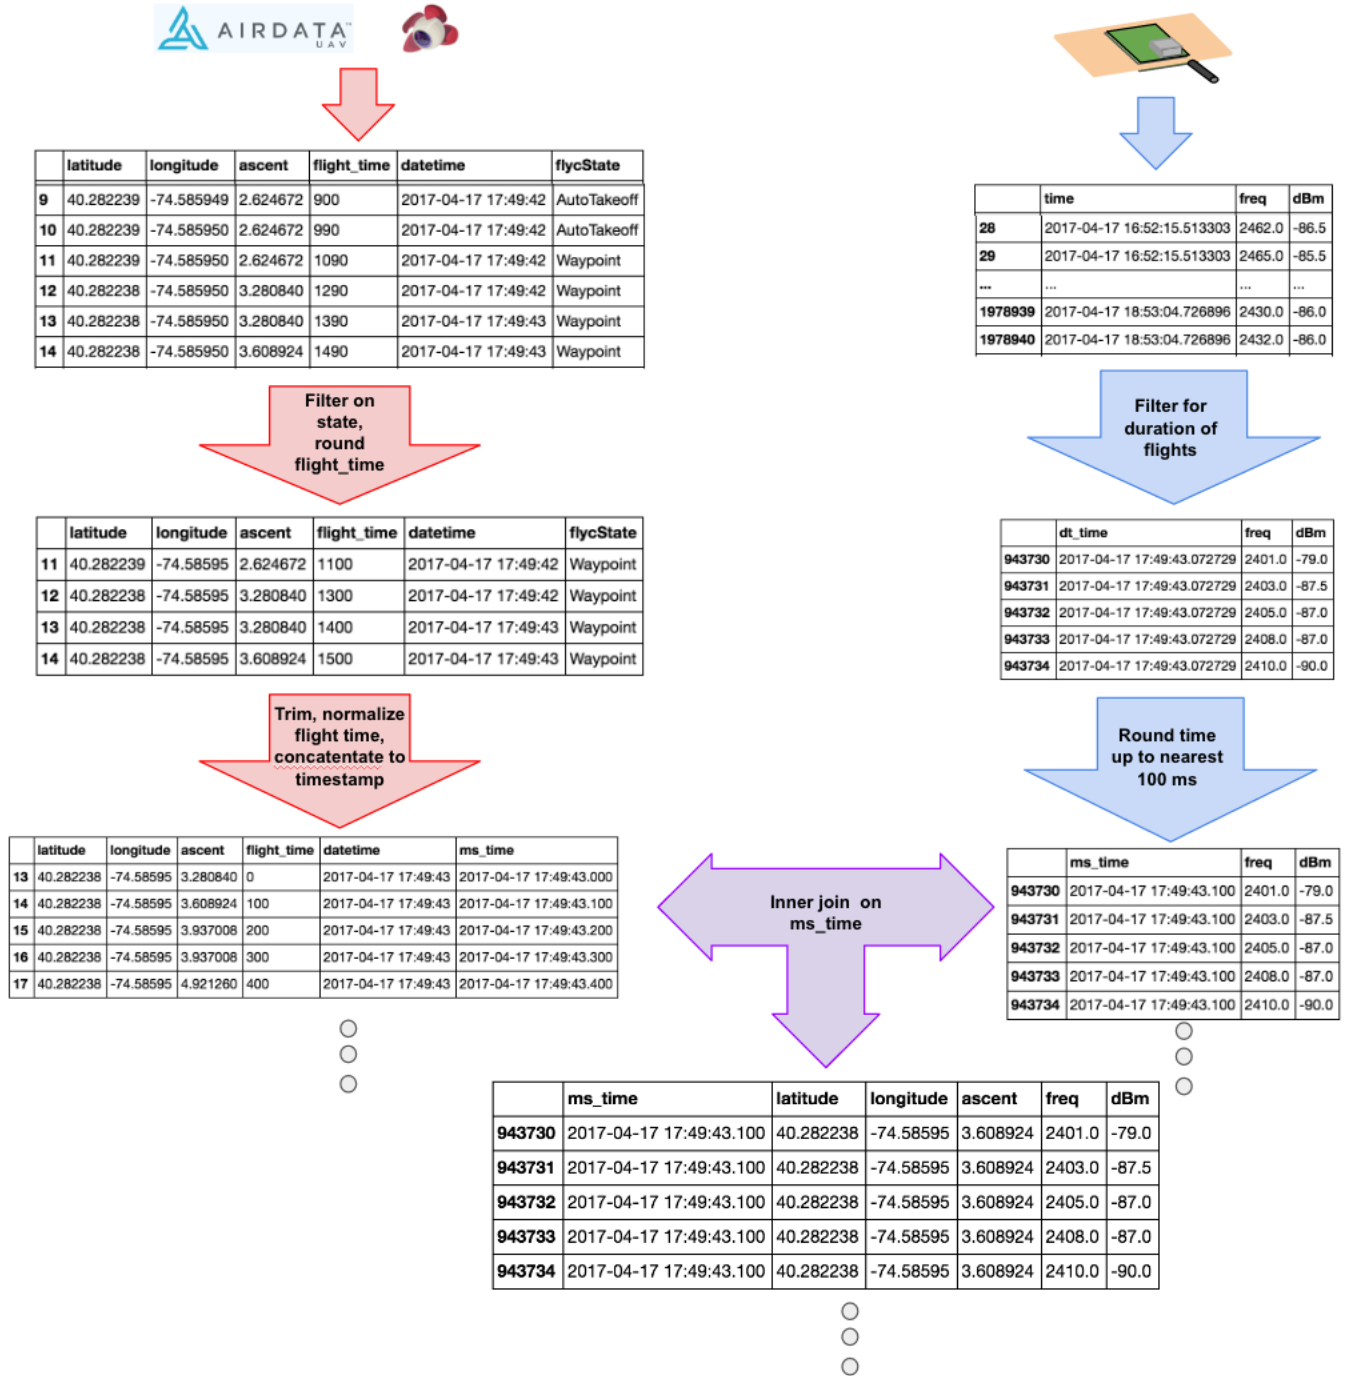 AIRDATA
UAV
latitude longitude ascent flight_time datetime flycState
9 40.282239 -74.585949 2.624672 900 2017-04-17 17:49:42 AutoTakeoff
10 40.282239 -74.585950 2.624672 990 2017-04-17 17:49:42 AutoTakeoff
11 40.282239 -74.585950 2.624672 1090 2017-04-17 17:49:42 Waypoint
12 40.282238 -74.585950 3.280840 1290 2017-04-17 17:49:42 Waypoint
13 40.282238 -74.585950 3.280840 1390 2017-04-17 17:49:43 Waypoint
14 40.282238 -74.585950 3.608924 1490 2017-04-17 17:49:43 Waypoint
time freq dBm
28 2017-04-17 16:52:15.513303 2462.0 -86.5
29 2017-04-17 16:52:15.513303 2465.0 -85.5
... ... ... ...
1978939 2017-04-17 18:53:04.726896 2430.0 -86.0
1978940 2017-04-17 18:53:04.726896 2432.0 -86.0
Filter on
state,
round
flight_time
Filter for
duration of
flights
latitude longitude ascent flight_time datetime flycState
11 40.282239 -74.58595 2.624672 1100 2017-04-17 17:49:42 Waypoint
12 40.282238 -74.58595 3.280840 1300 2017-04-17 17:49:42 Waypoint
13 40.282238 -74.58595 3.280840 1400 2017-04-17 17:49:43 Waypoint
14 40.282238 -74.58595 3.608924 1500 2017-04-17 17:49:43 Waypoint
dt_time freq dBm
943730 2017-04-17 17:49:43.072729 2401.0 -79.0
943731 2017-04-17 17:49:43.072729 2403.0 -87.5
943732 2017-04-17 17:49:43.072729 2405.0 -87.0
943733 2017-04-17 17:49:43.072729 2408.0 -87.0
943734 2017-04-17 17:49:43.072729 2410.0 -90.0
Trim, normalize
flight time,
concatentate to
timestamp
Round time
up to nearest
100 ms
latitude longitude ascent flight_time datetime ms_time
13 40.282238 -74.58595 3.280840 0 2017-04-17 17:49:43 2017-04-17 17:49:43.000
14 40.282238 -74.58595 3.608924 100 2017-04-17 17:49:43 2017-04-17 17:49:43.100
15 40.282238 -74.58595 3.937008 200 2017-04-17 17:49:43 2017-04-17 17:49:43.200
16 40.282238 -74.58595 3.937008 300 2017-04-17 17:49:43 2017-04-17 17:49:43.300
17 40.282238 -74.58595 4.921260 400 2017-04-17 17:49:43 2017-04-17 17:49:43.400
Inner join on
ms_time
ms_time freq dBm
943730 2017-04-17 17:49:43.100 2401.0 -79.0
943731 2017-04-17 17:49:43.100 2403.0 -87.5
943732 2017-04-17 17:49:43.100 2405.0 -87.0
943733 2017-04-17 17:49:43.100 2408.0 -87.0
943734 2017-04-17 17:49:43.100 2410.0 -90.0
ms_time latitude longitude ascent freq dBm
943730 2017-04-17 17:49:43.100 40.282238 -74.58595 3.608924 2401.0 -79.0
943731 2017-04-17 17:49:43.100 40.282238 -74.58595 3.608924 2403.0 -87.5
943732 2017-04-17 17:49:43.100 40.282238 -74.58595 3.608924 2405.0 -87.0
943733 2017-04-17 17:49:43.100 40.282238 -74.58595 3.608924 2408.0 -87.0
943734 2017-04-17 17:49:43.100 40.282238 -74.58595 3.608924 2410.0 -90.0